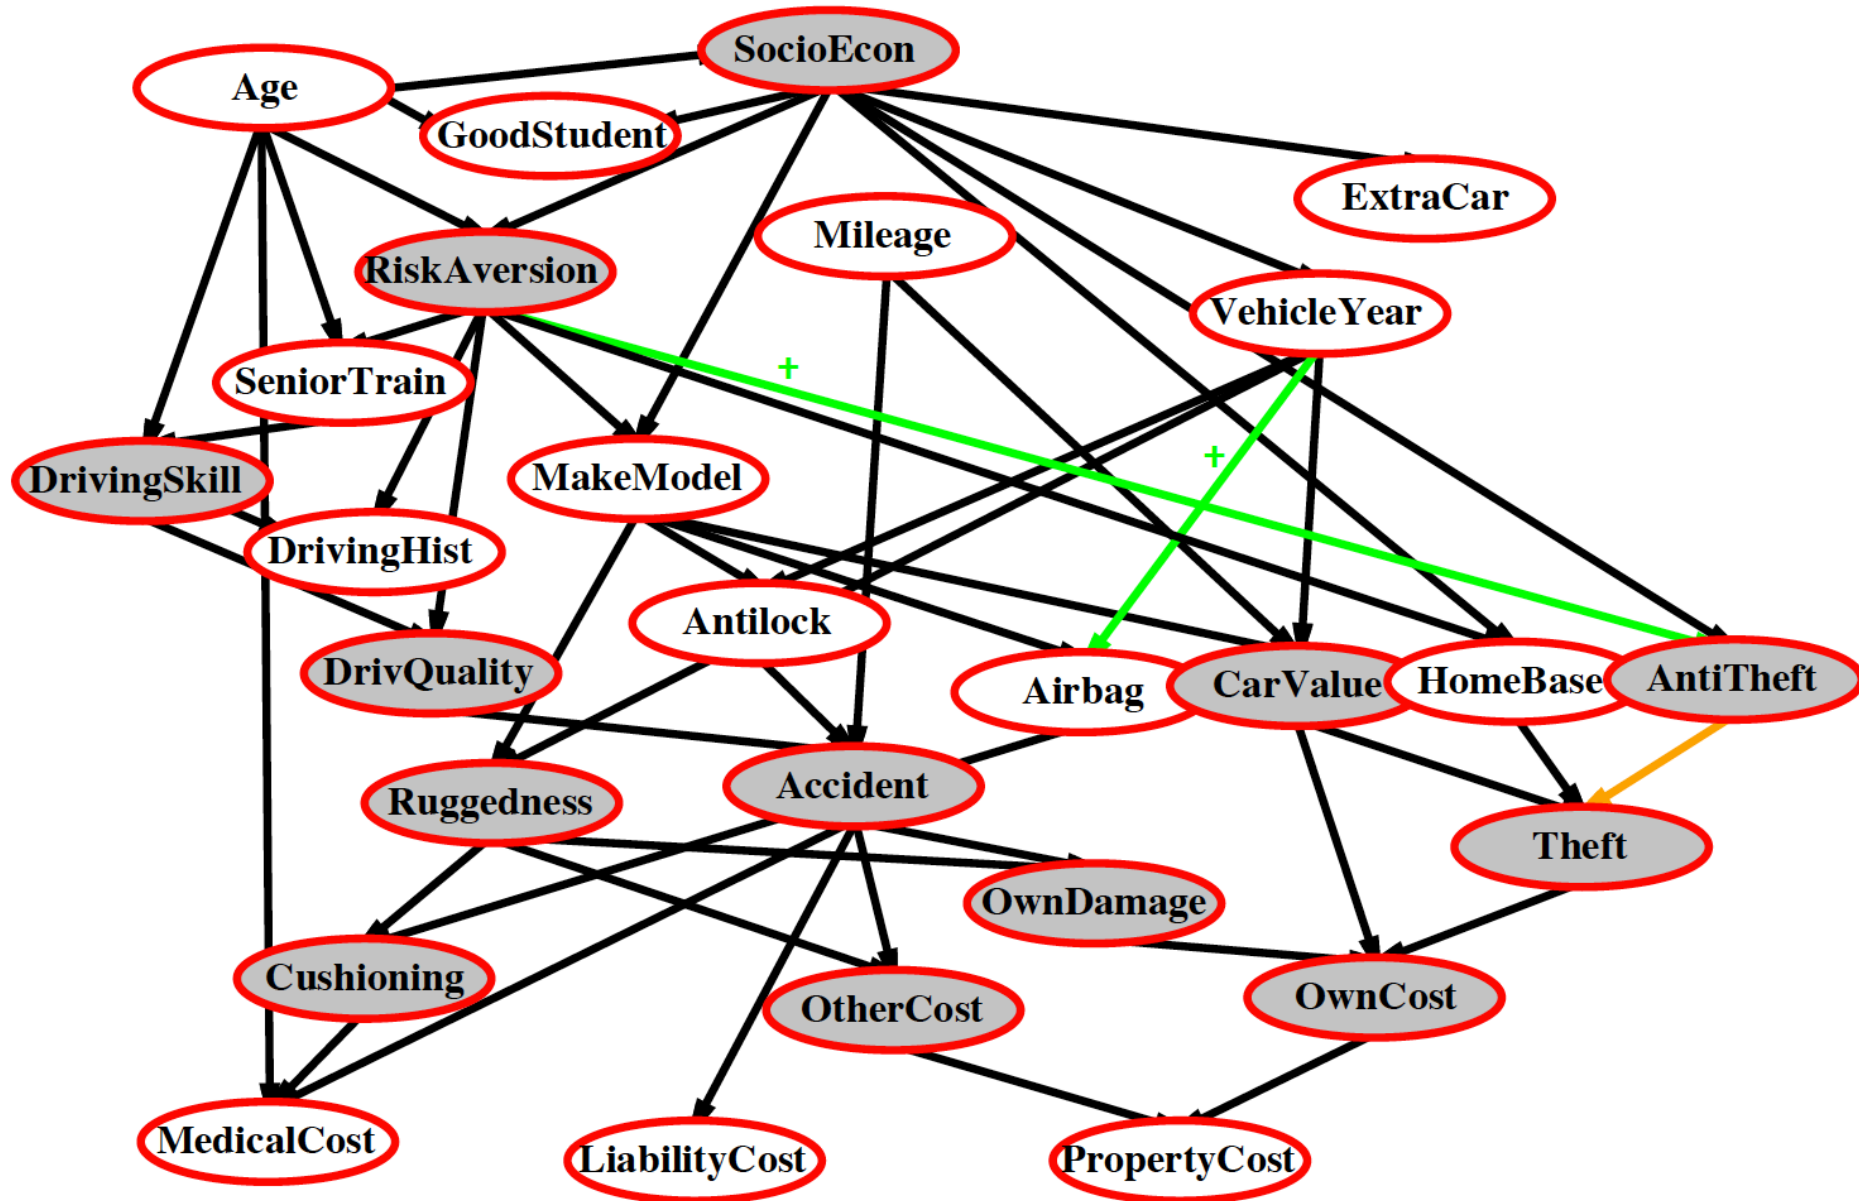 SocioEcon
Age
GoodStudent
ExtraCar
Mileage
RiskAversion
VehicleYear
+
SeniorTrain
+
DrivingSkill
MakeModel
DrivingHist
Antilock
DrivQuality
Airbag
CarValue
HomeBase
AntiTheft
Accident
Ruggedness
Theft
OwnDamage
Cushioning
OtherCost
OwnCost
MedicalCost
LiabilityCost
PropertyCost